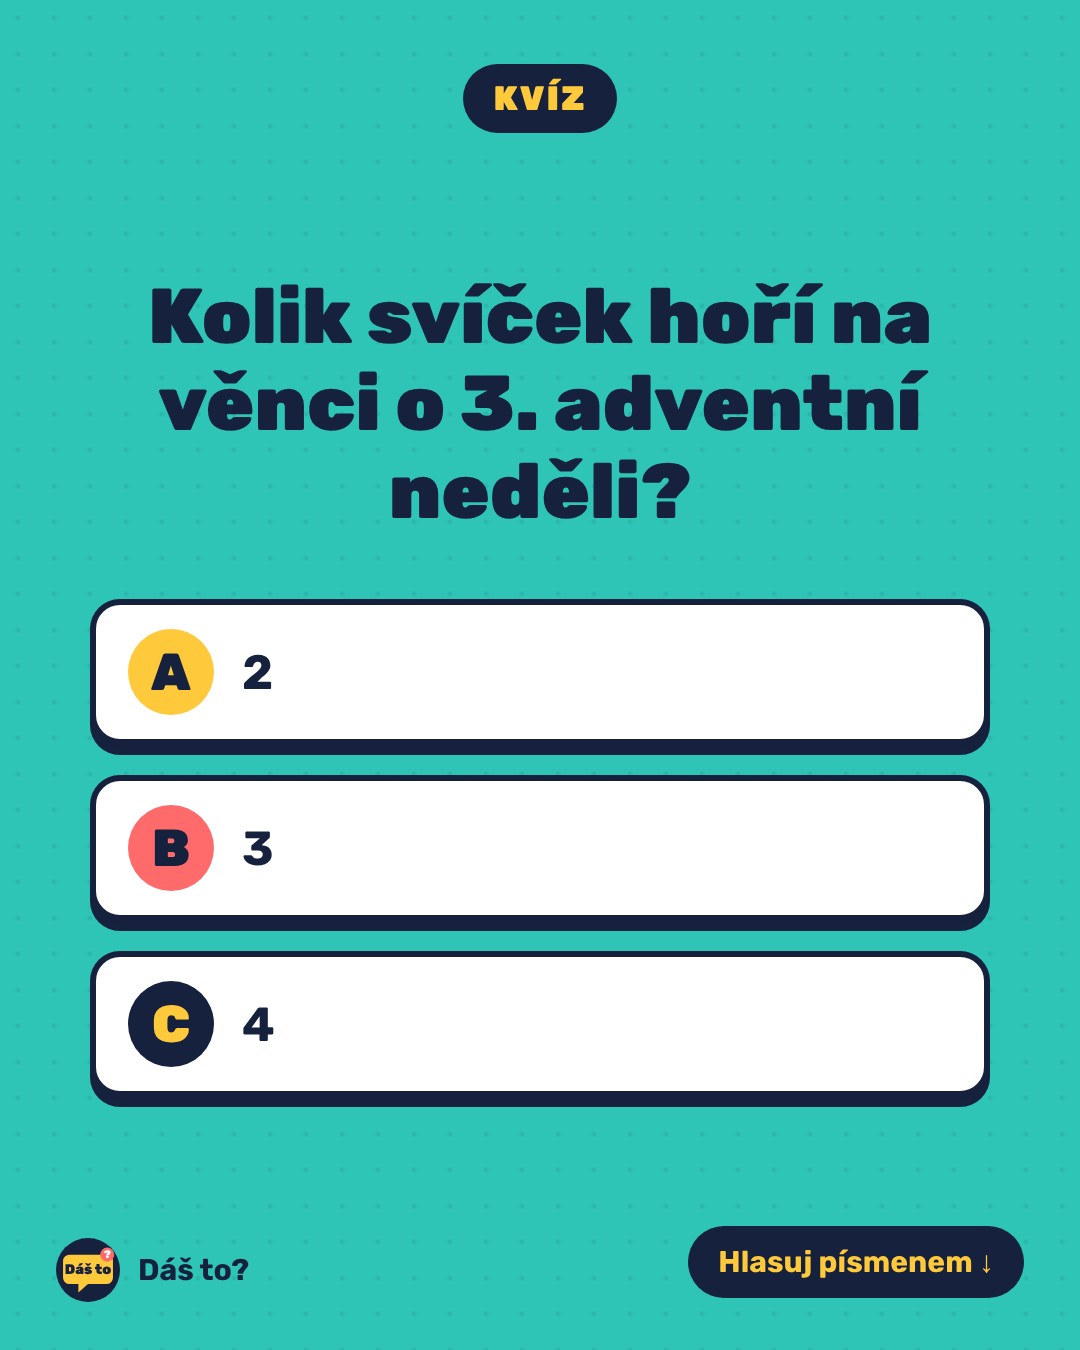 KVÍZ
Kolik svíček hoří na
věnci o 3. adventní
neděli?
A 2
B 3
C 4
Dáš to ?
Dáš to?
Hlasuj písmenem ↓